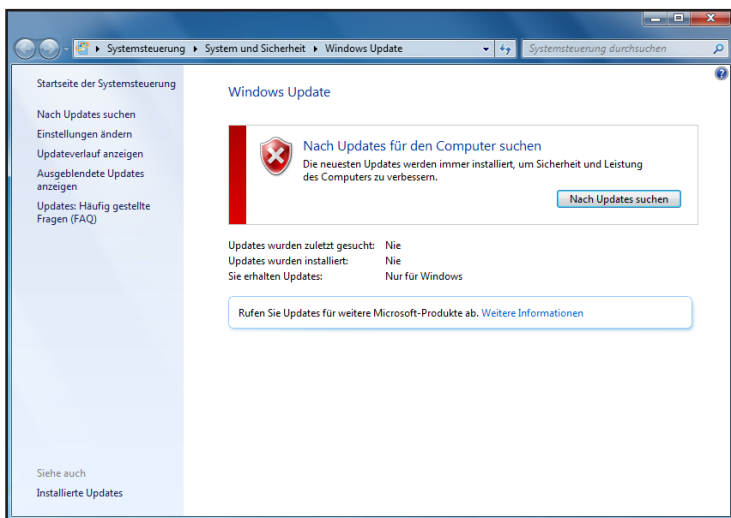 Systemsteuerung System und Sicherheit Windows Update Systemsteuerung durchsuchen
Startseite der Systemsteuerung
Nach Updates suchen
Einstellungen ändern
Updateverlauf anzeigen
Ausgeblendete Updates
anzeigen
Updates: Häufig gestellte
Fragen (FAQ)
Windows Update
Nach Updates für den Computer suchen
Die neuesten Updates werden immer installiert, um Sicherheit und Leistung
des Computers zu verbessern.
Nach Updates suchen
Updates wurden zuletzt gesucht: Nie
Updates wurden installiert: Nie
Sie erhalten Updates: Nur für Windows
Rufen Sie Updates für weitere Microsoft-Produkte ab. Weitere Informationen
Siehe auch
Installierte Updates